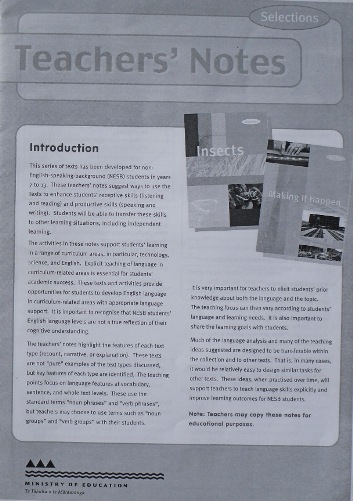 Selections
Teachers' Notes
Introduction
This series of texts has been developed for non-
English-speaking-background (NESB) students in years
7 to 13. These teachers' notes suggest ways to use the
texts to enhance students' receptive skills (listening
and reading) and productive skills (speaking and
writing). Students will be able to transfer these skills
to other learning situations, including independent
learning.
The activities in these notes support students' learning
in a range of curriculum areas, in particular, technology,
science, and English. Explicit teaching of language in
curriculum-related areas is essential for students'
academic success. These texts and activities provide
opportunities for students to develop English language
in curriculum-related areas with appropriate language
support. It is important to recognise that NESB students'
English language levels are not a true reflection of their
cognitive understanding.
The teachers' notes highlight the features of each text
type (recount, narrative, or explanation). These texts
are not "pure" examples of the text types discussed,
but key features of each type are identified. The teaching
points focus on language features at vocabulary,
sentence, and whole text levels. These use the
standard terms "noun phrases" and "verb phrases",
but teachers may choose to use terms such as "noun
groups" and "verb groups" with their students.
Insects
Making It Happen
It is very important for teachers to elicit students' prior
knowledge about both the language and the topic.
The teaching focus can then vary according to students'
language and learning needs. It is also important to
share the learning goals with students.
Much of the language analysis and many of the teaching
ideas suggested are designed to be transferable within
the collection and to other texts. That is, in many cases,
it would be relatively easy to design similar tasks for
other texts. These ideas, when practised over time, will
support teachers to teach language skills explicitly and
improve learning outcomes for NESB students.
Note: Teachers may copy these notes for
educational purposes.
MINISTRY OF EDUCATION
Te Tāhuhu o te Mātauranga